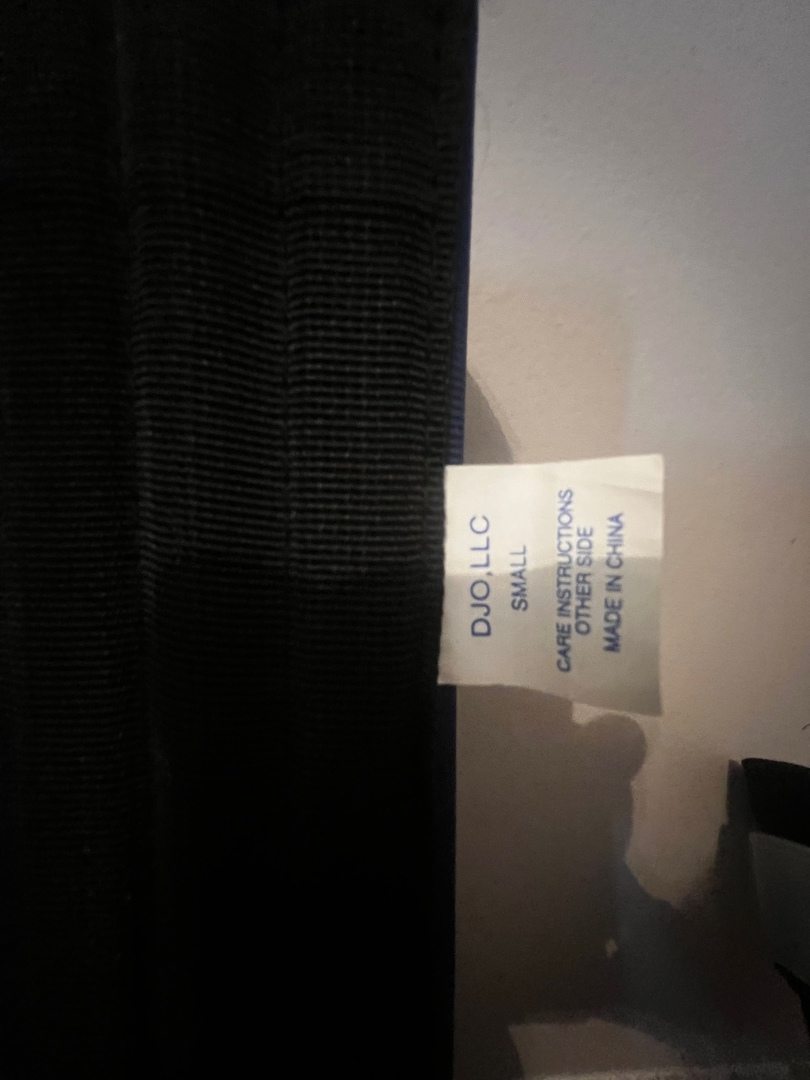 DJO, LLC
SMALL
CARE INSTRUCTIONS
OTHER SIDE
MADE IN CHINA